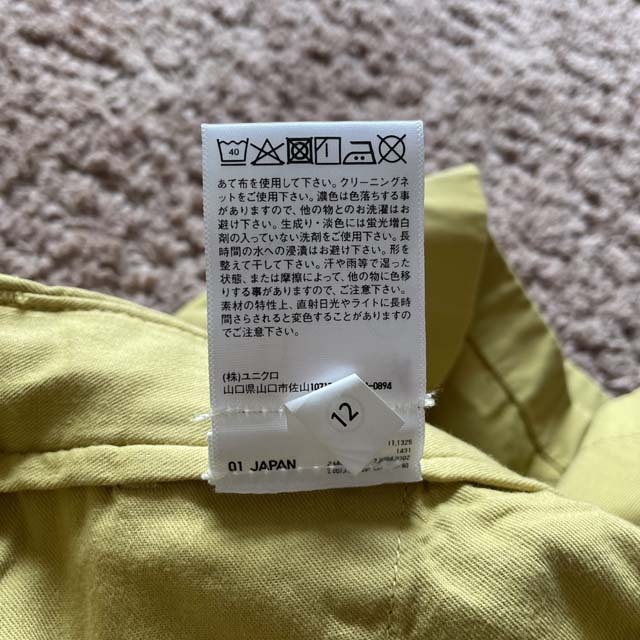 40
あて布を使用して下さい。クリーニングネ
ットをご使用下さい。濃色は色落ちする事
がありますので、他の物とのお洗濯はお
避け下さい。生成り・淡色には蛍光増白
剤の入っていない洗剤をご使用下さい。長
時間の水への浸漬はお避け下さい。形を
整えて干して下さい。汗や雨等で湿った
状態、または摩擦によって、他の物に色移
りする事がありますのでご注意下さい。
素材の特性上、直射日光やライトに長時
間さらされると変色することがあります
のでご注意下さい。
(株)ユニクロ
山口県山口市佐山
-0894
12
11,1325
1431
01 JAPAN